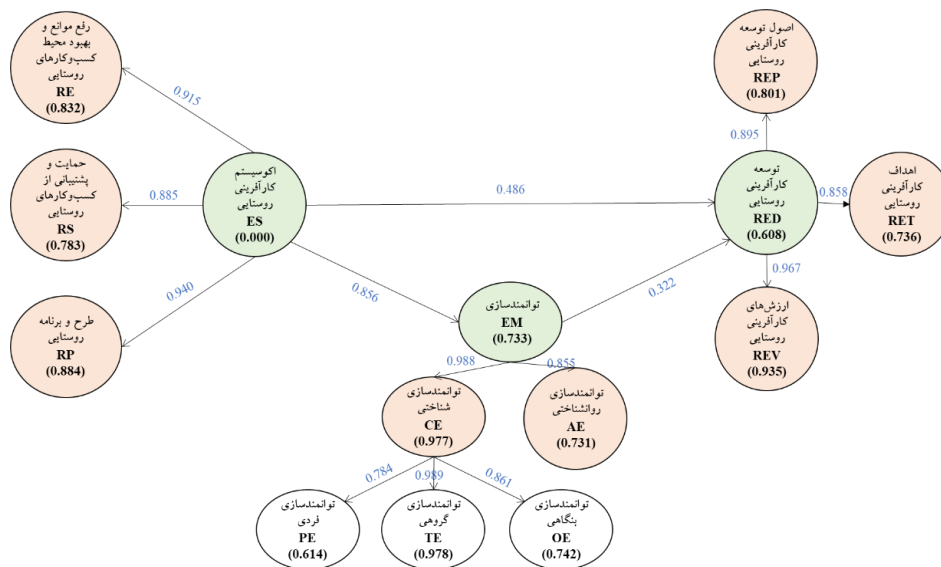 رفع موانع و
بهبود محیط
کسب‌وکارهای
روستایی
RE
(0.832)
0.915
حمایت و
پشتیبانی از
کسب‌وکارهای
روستایی
RS
(0.783)
0.885
طرح و برنامه
روستایی
RP
(0.884)
0.940
اکوسیستم
کارآفرینی
روستایی
ES
(0.000)
0.486
0.856
توانمندسازی
EM
(0.733)
0.322
اصول توسعه
کارآفرینی
روستایی
REP
(0.801)
0.895
توسعه
کارآفرینی
روستایی
RED
(0.608)
0.858
اهداف
کارآفرینی
روستایی
RET
(0.736)
0.967
ارزش‌های
کارآفرینی
روستایی
REV
(0.935)
0.988
0.855
توانمندسازی
شناختی
CE
(0.977)
توانمندسازی
روانشناختی
AE
(0.731)
0.784
0.989
0.861
توانمندسازی
فردی
PE
(0.614)
توانمندسازی
گروهی
TE
(0.978)
توانمندسازی
بنگاهی
OE
(0.742)